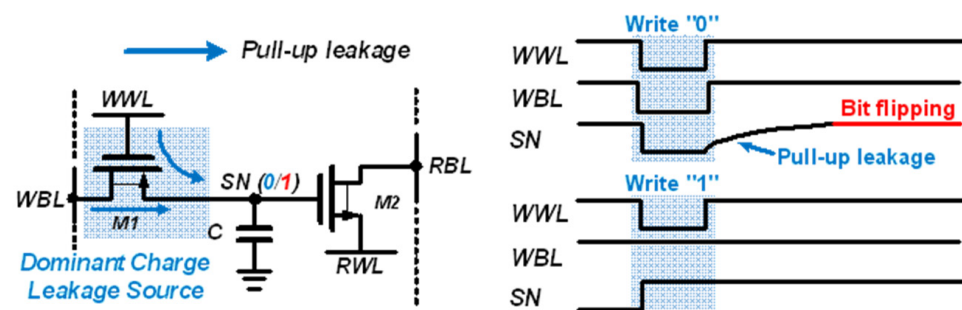 Pull-up leakage
WWL
WBL
M1
SN (0/1)
C
M2
RBL
RWL
Dominant Charge
Leakage Source
Write "0"
WWL
WBL
SN
Bit flipping
Pull-up leakage
Write "1"
WWL
WBL
SN